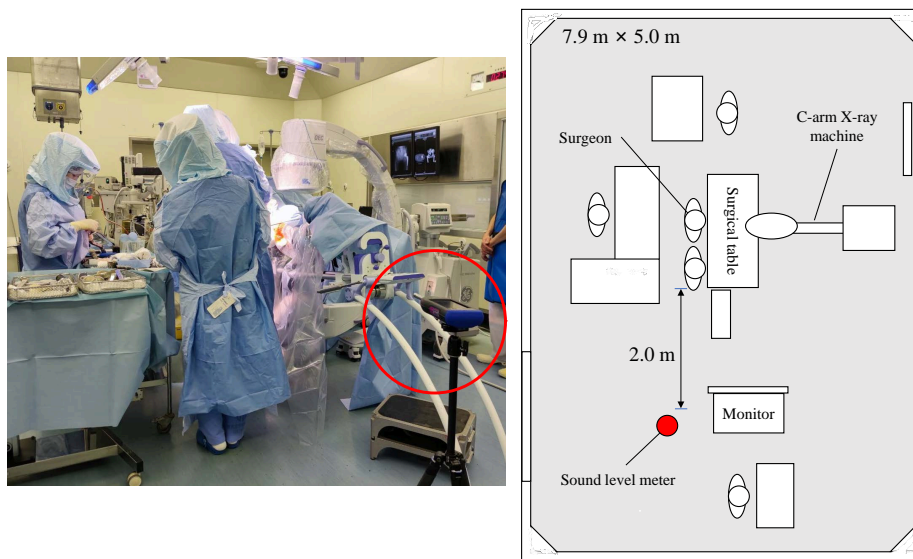 7.9 m × 5.0 m
C-arm X-ray
machine
Surgeon
Surgical table
2.0 m
Monitor
Sound level meter